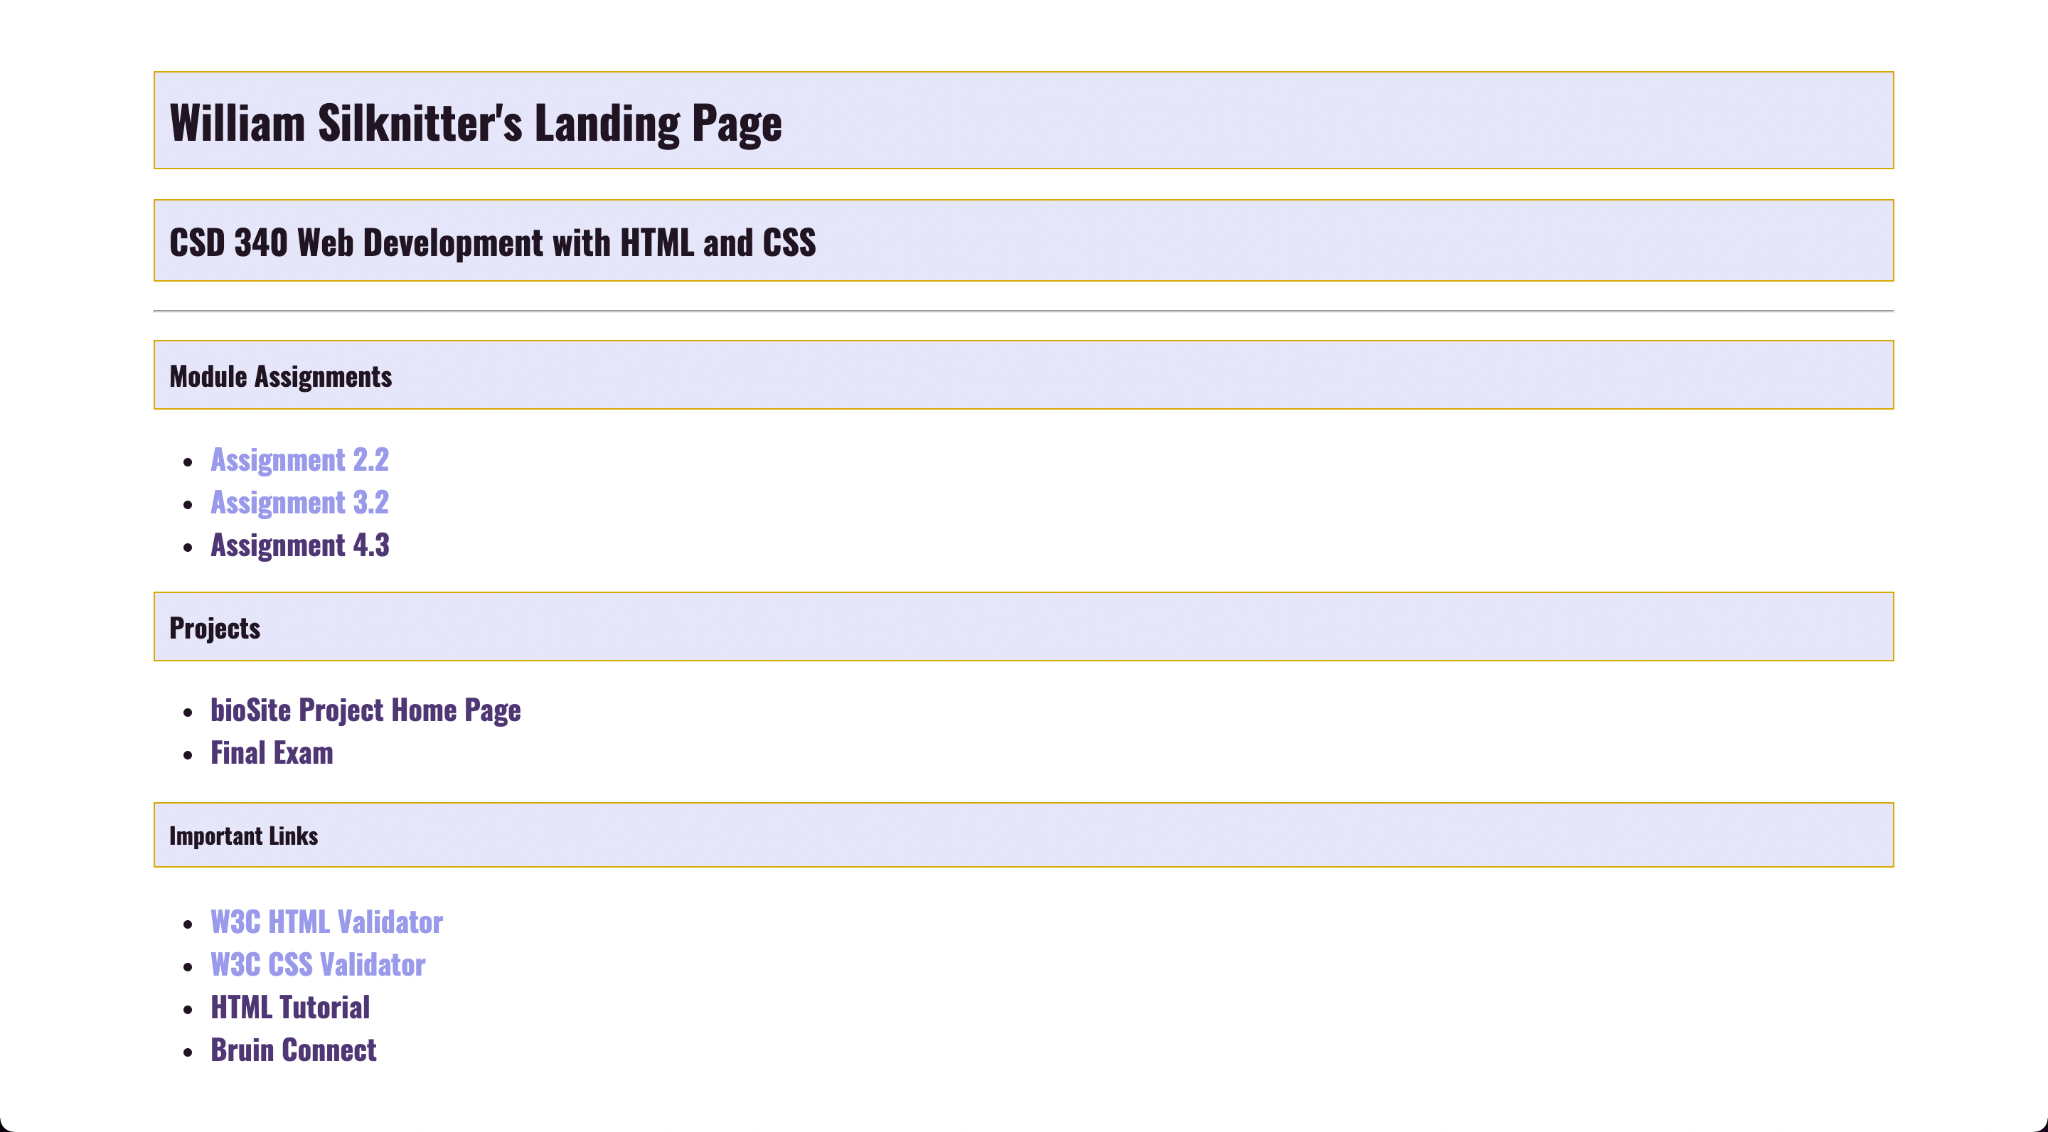 William Silknitter's Landing Page
CSD 340 Web Development with HTML and CSS
Module Assignments
Assignment 2.2
Assignment 3.2
Assignment 4.3
Projects
bioSite Project Home Page
Final Exam
Important Links
W3C HTML Validator
W3C CSS Validator
HTML Tutorial
Bruin Connect